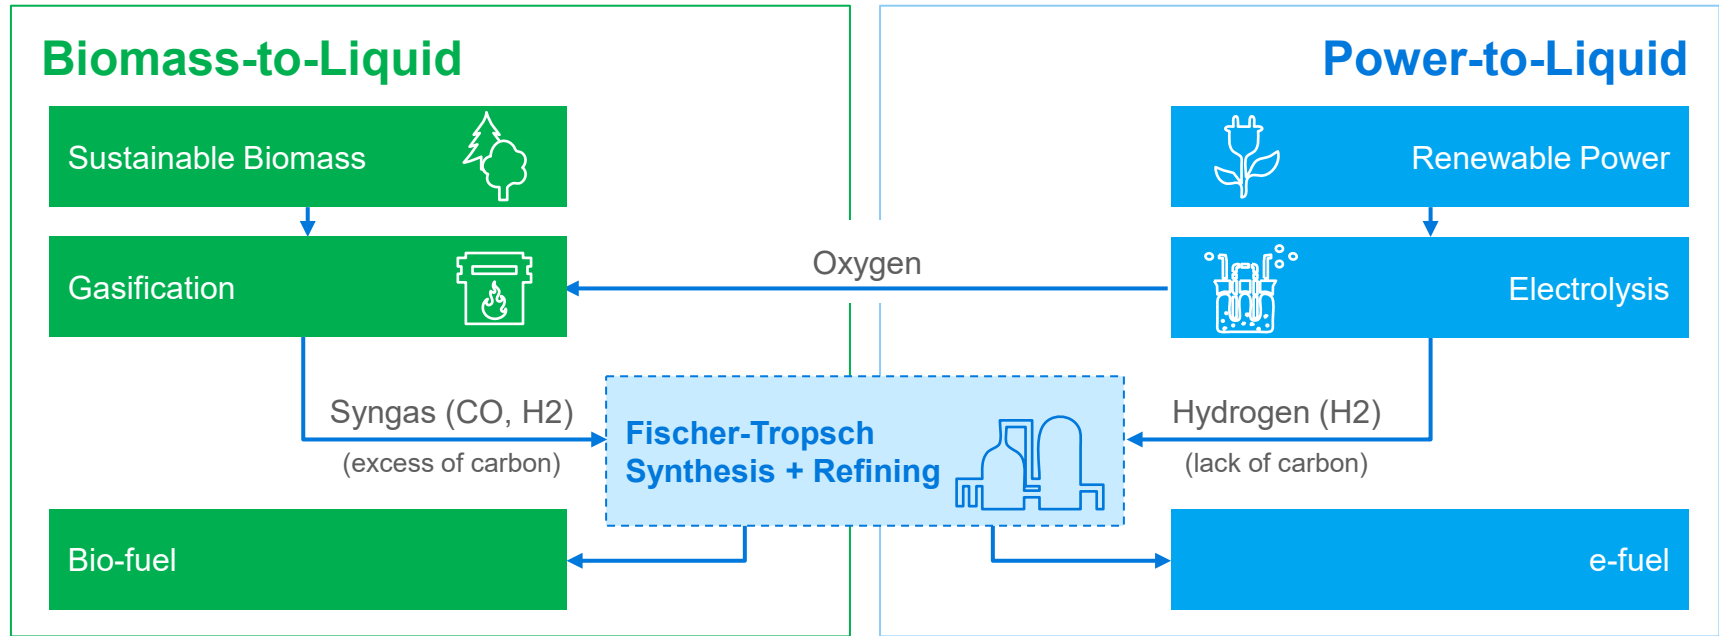 Biomass-to-Liquid
Power-to-Liquid
Sustainable Biomass
Renewable Power
Gasification
Oxygen
Electrolysis
Syngas (CO, H2)
(excess of carbon)
Fischer-Tropsch
Synthesis + Refining
Hydrogen (H2)
(lack of carbon)
Bio-fuel
e-fuel